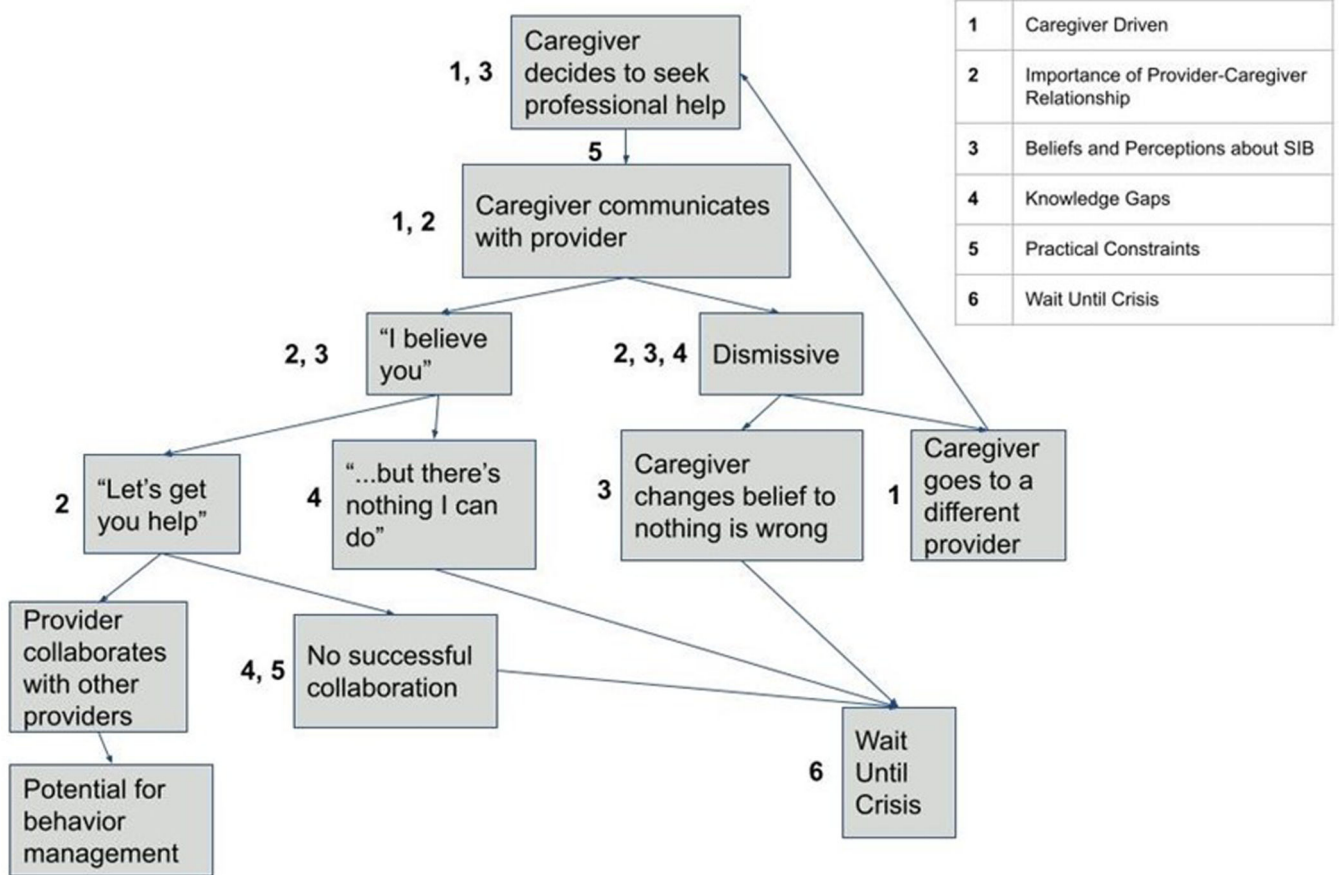 Caregiver
decides to seek
professional help
1, 3
5
Caregiver communicates
with provider
1, 2
“I believe
you”
2, 3
2, 3, 4
Dismissive
2
“Let’s get
you help”
4
“...but there’s
nothing I can
do”
3
Caregiver
changes belief to
nothing is wrong
1
Caregiver
goes to a
different
provider
Provider
collaborates
with other
providers
4, 5
No successful
collaboration
6
Wait
Until
Crisis
Potential for
behavior
management
1 Caregiver Driven
2 Importance of Provider-Caregiver
Relationship
3 Beliefs and Perceptions about SIB
4 Knowledge Gaps
5 Practical Constraints
6 Wait Until Crisis